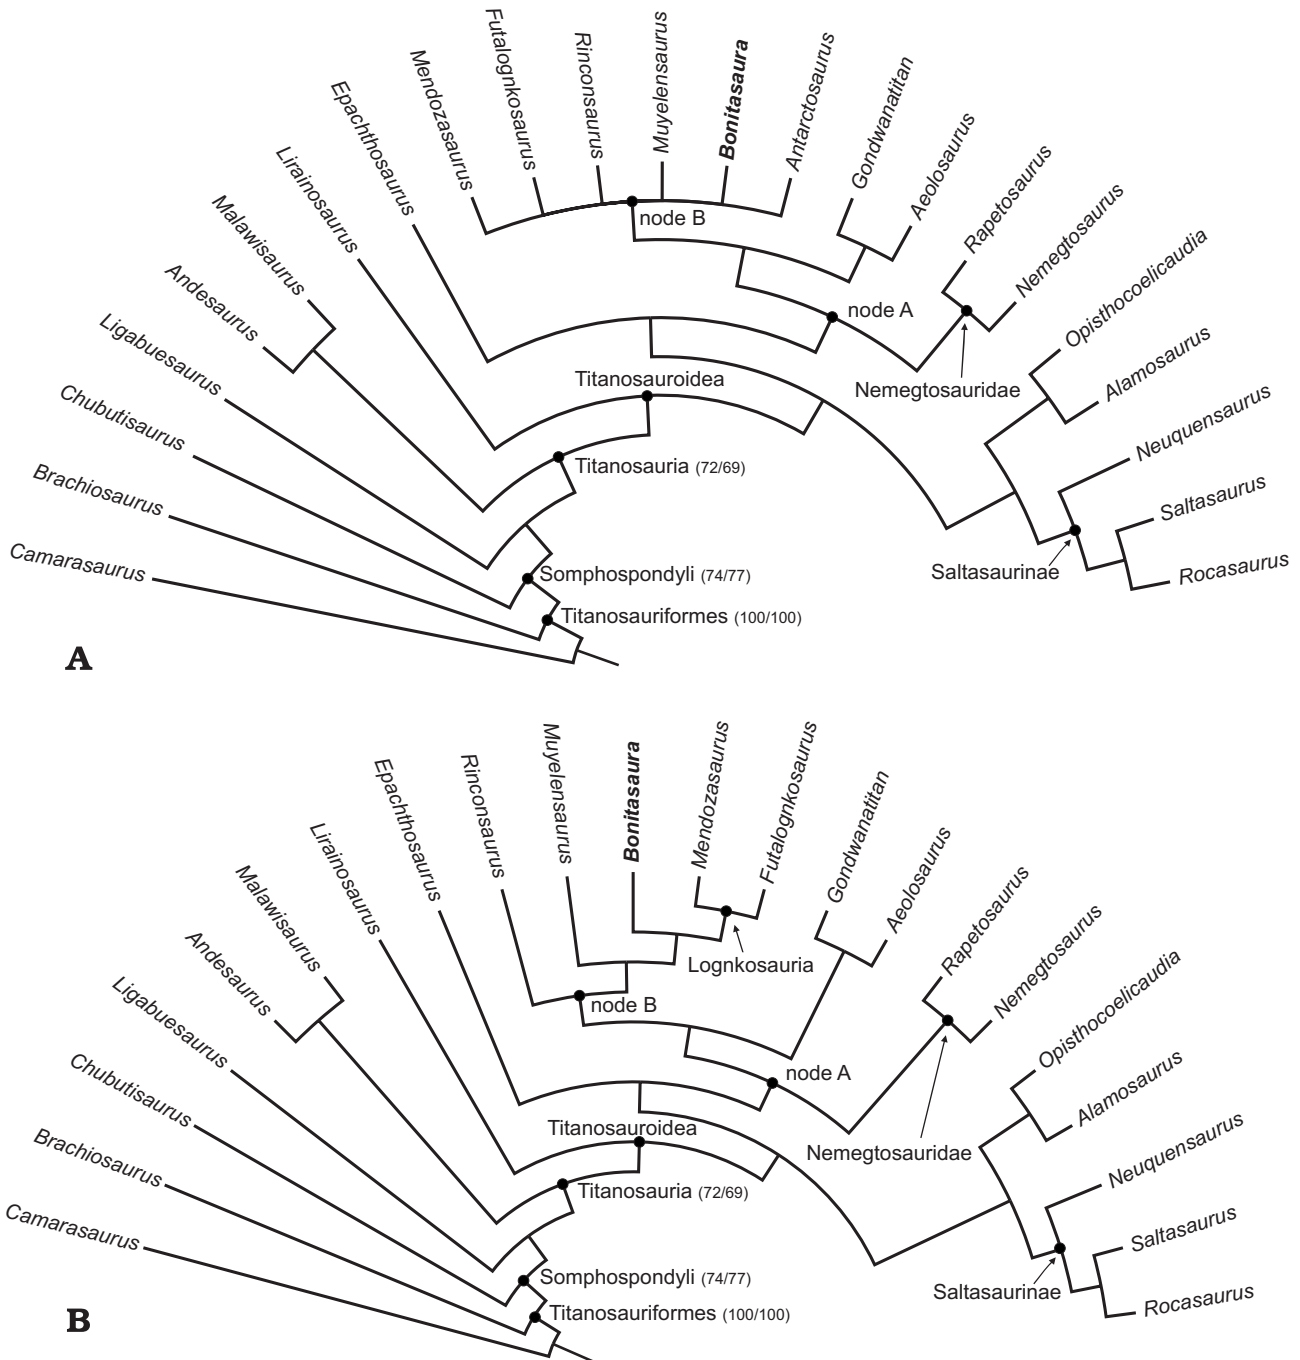 Camarasaurus
Brachiosaurus
Chubutisaurus
Ligabuesaurus
Andesaurus
Malawisaurus
Lirainosaurus
Epachthosaurus
Mendozasaurus
Futalognkosaurus
Rinconsaurus
Muyelensaurus
Bonitasaura
Antarctosaurus
Gondwanatitan
Aeolosaurus
Rapetosaurus
Nemegtosaurus
Opisthocoelicaudia
Alamosaurus
Neuquensaurus
Saltasaurus
Rocasaurus
node B
node A
Nemegtosauridae
Titanosauroidea
Titanosauria (72/69)
Saltasaurinae
Somphospondyli (74/77)
Titanosauriformes (100/100)
A
Camarasaurus
Brachiosaurus
Chubutisaurus
Ligabuesaurus
Andesaurus
Malawisaurus
Lirainosaurus
Epachthosaurus
Rinconsaurus
Muyelensaurus
Bonitasaura
Mendozasaurus
Futalognkosaurus
Gondwanatitan
Aeolosaurus
Rapetosaurus
Nemegtosaurus
Opisthocoelicaudia
Alamosaurus
Neuquensaurus
Saltasaurus
Rocasaurus
Lognkosauria
node B
node A
Titanosauroidea
Nemegtosauridae
Titanosauria (72/69)
Somphospondyli (74/77)
Saltasaurinae
Titanosauriformes (100/100)
B